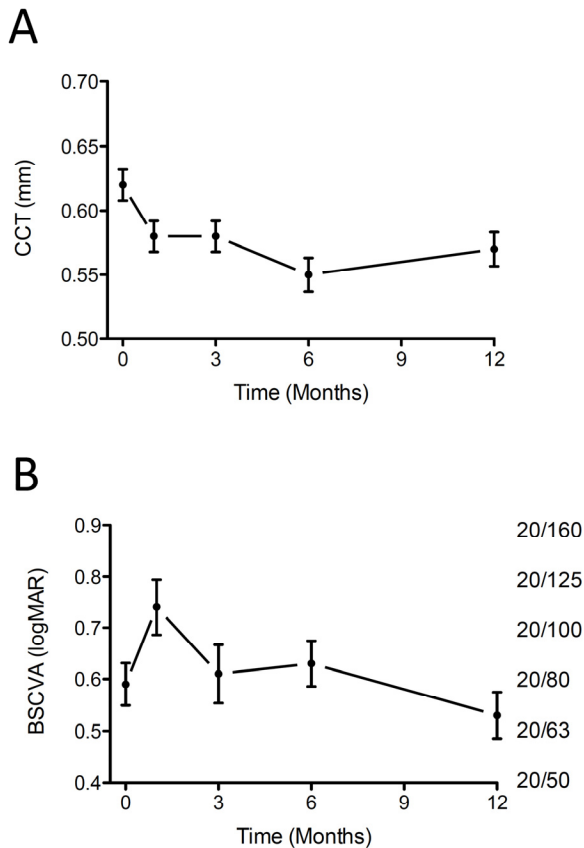 A
0.70
0.65
0.60
0.55
0.50
CCT (mm)
0 3 6 9 12
Time (Months)
B
0.9
0.8
0.7
0.6
0.5
0.4
BSCVA (logMAR)
20/160
20/125
20/100
20/80
20/63
20/50
0 3 6 9 12
Time (Months)